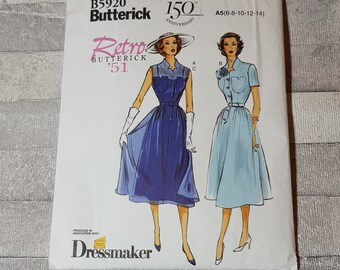 B5920
Butterick
150th
ANNIVERSARY
A5(6-8-10-12-14)
Retro
BUTTERICK
'51
A
C
B
Dressmaker